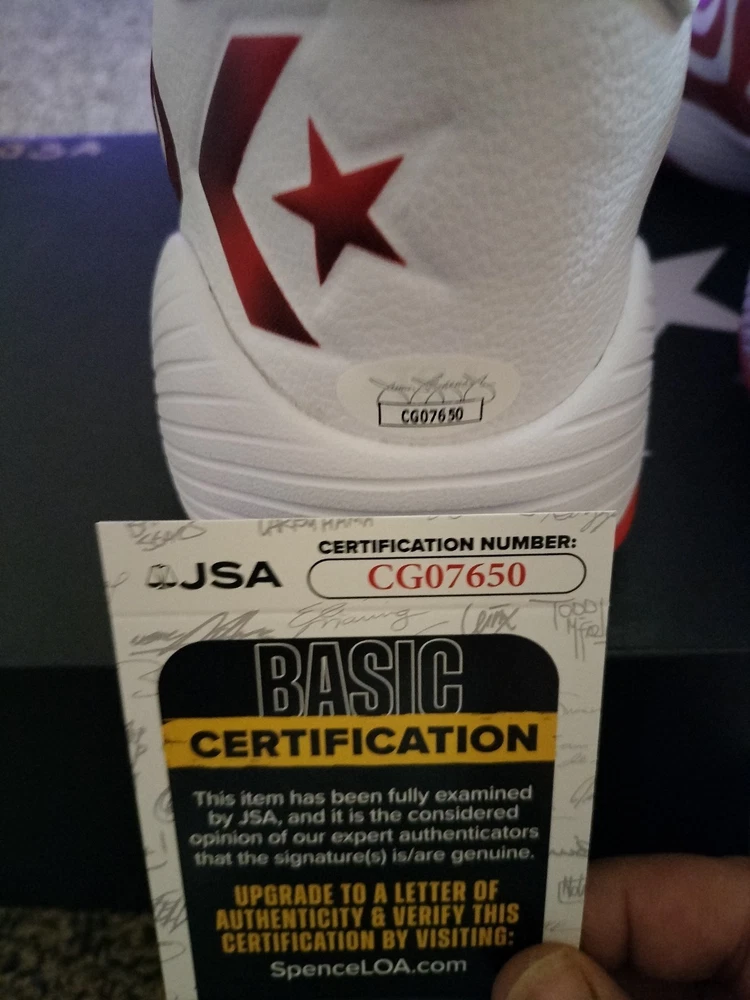 CG07650
CERTIFICATION NUMBER:
JSA
CG07650
BASIC
CERTIFICATION
This item has been fully examined
by JSA, and it is the considered
opinion of our expert authenticators
that the signature(s) is/are genuine.
UPGRADE TO A LETTER OF
AUTHENTICITY & VERIFY THIS
CERTIFICATION BY VISITING:
SpenceLOA.com